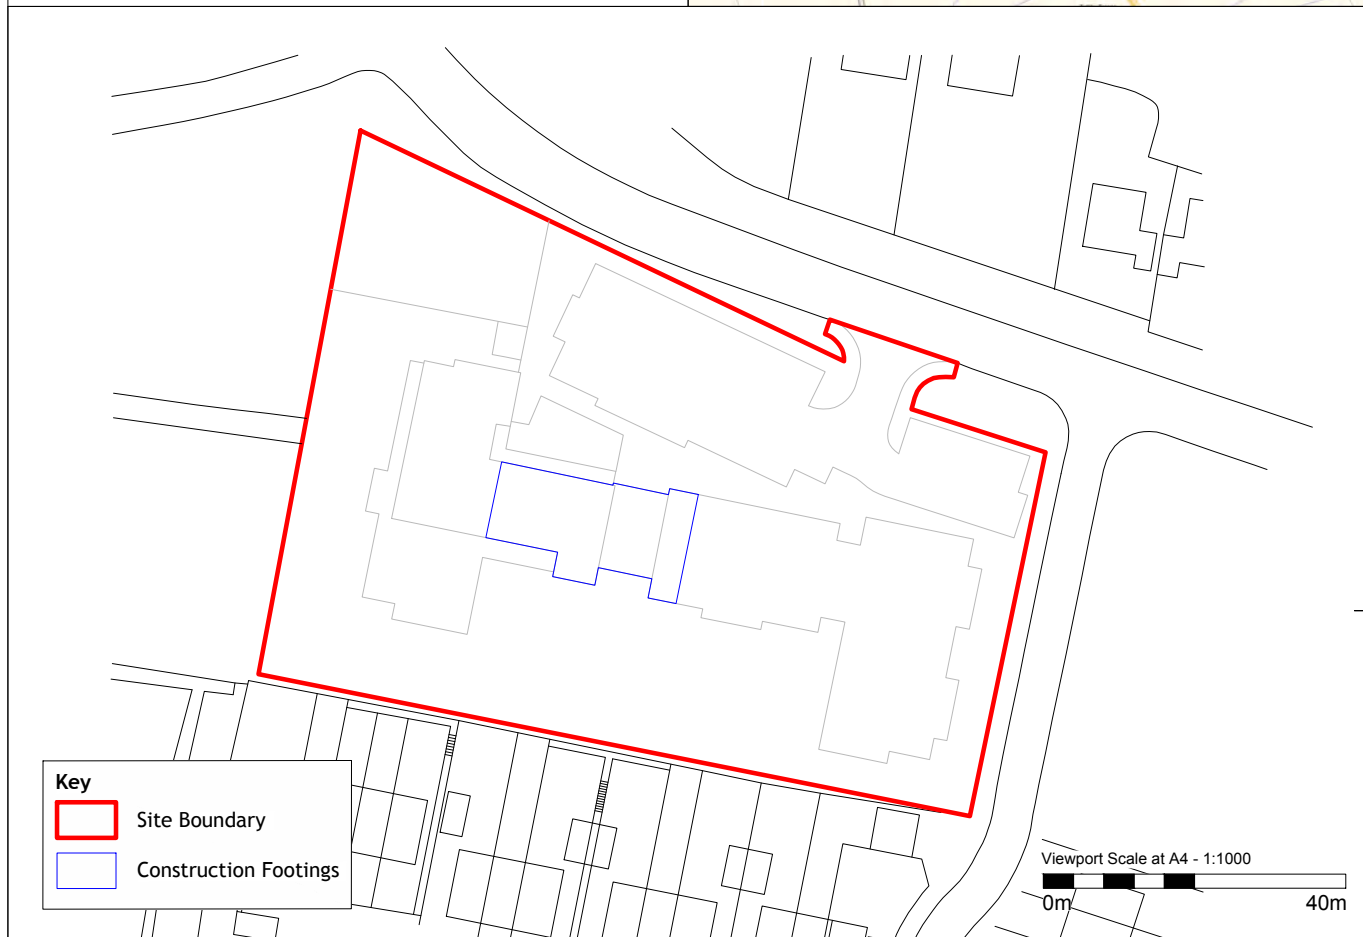 Key
Site Boundary
Construction Footings
Viewport Scale at A4 - 1:1000
0m 40m